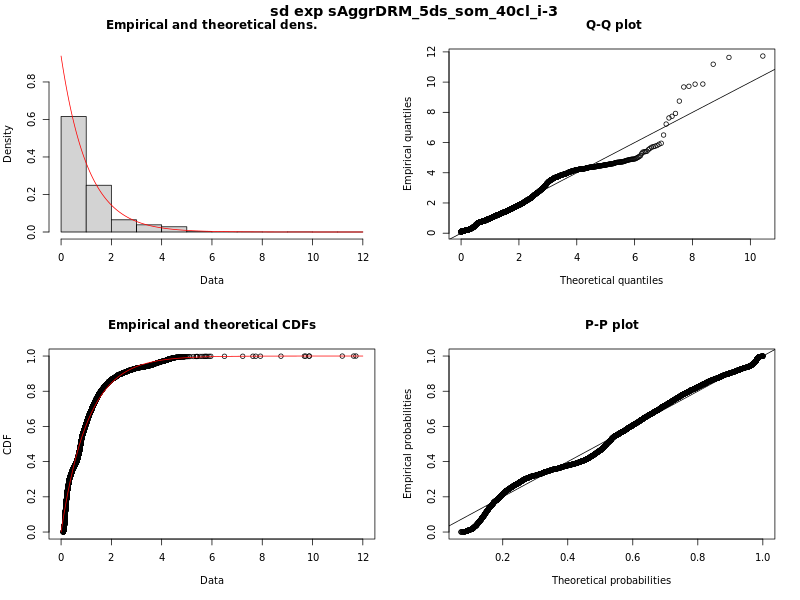 sd exp sAggrDRM_5ds_som_40cl_i-3
Empirical and theoretical dens.
Density
0.0 0.2 0.4 0.6 0.8
0 2 4 6 8 10 12
Data
Q-Q plot
Empirical quantiles
0 2 4 6 8 10 12
0 2 4 6 8 10
Theoretical quantiles
Empirical and theoretical CDFs
CDF
0.0 0.2 0.4 0.6 0.8 1.0
0 2 4 6 8 10 12
Data
P-P plot
Empirical probabilities
0.0 0.2 0.4 0.6 0.8 1.0
0.2 0.4 0.6 0.8 1.0
Theoretical probabilities